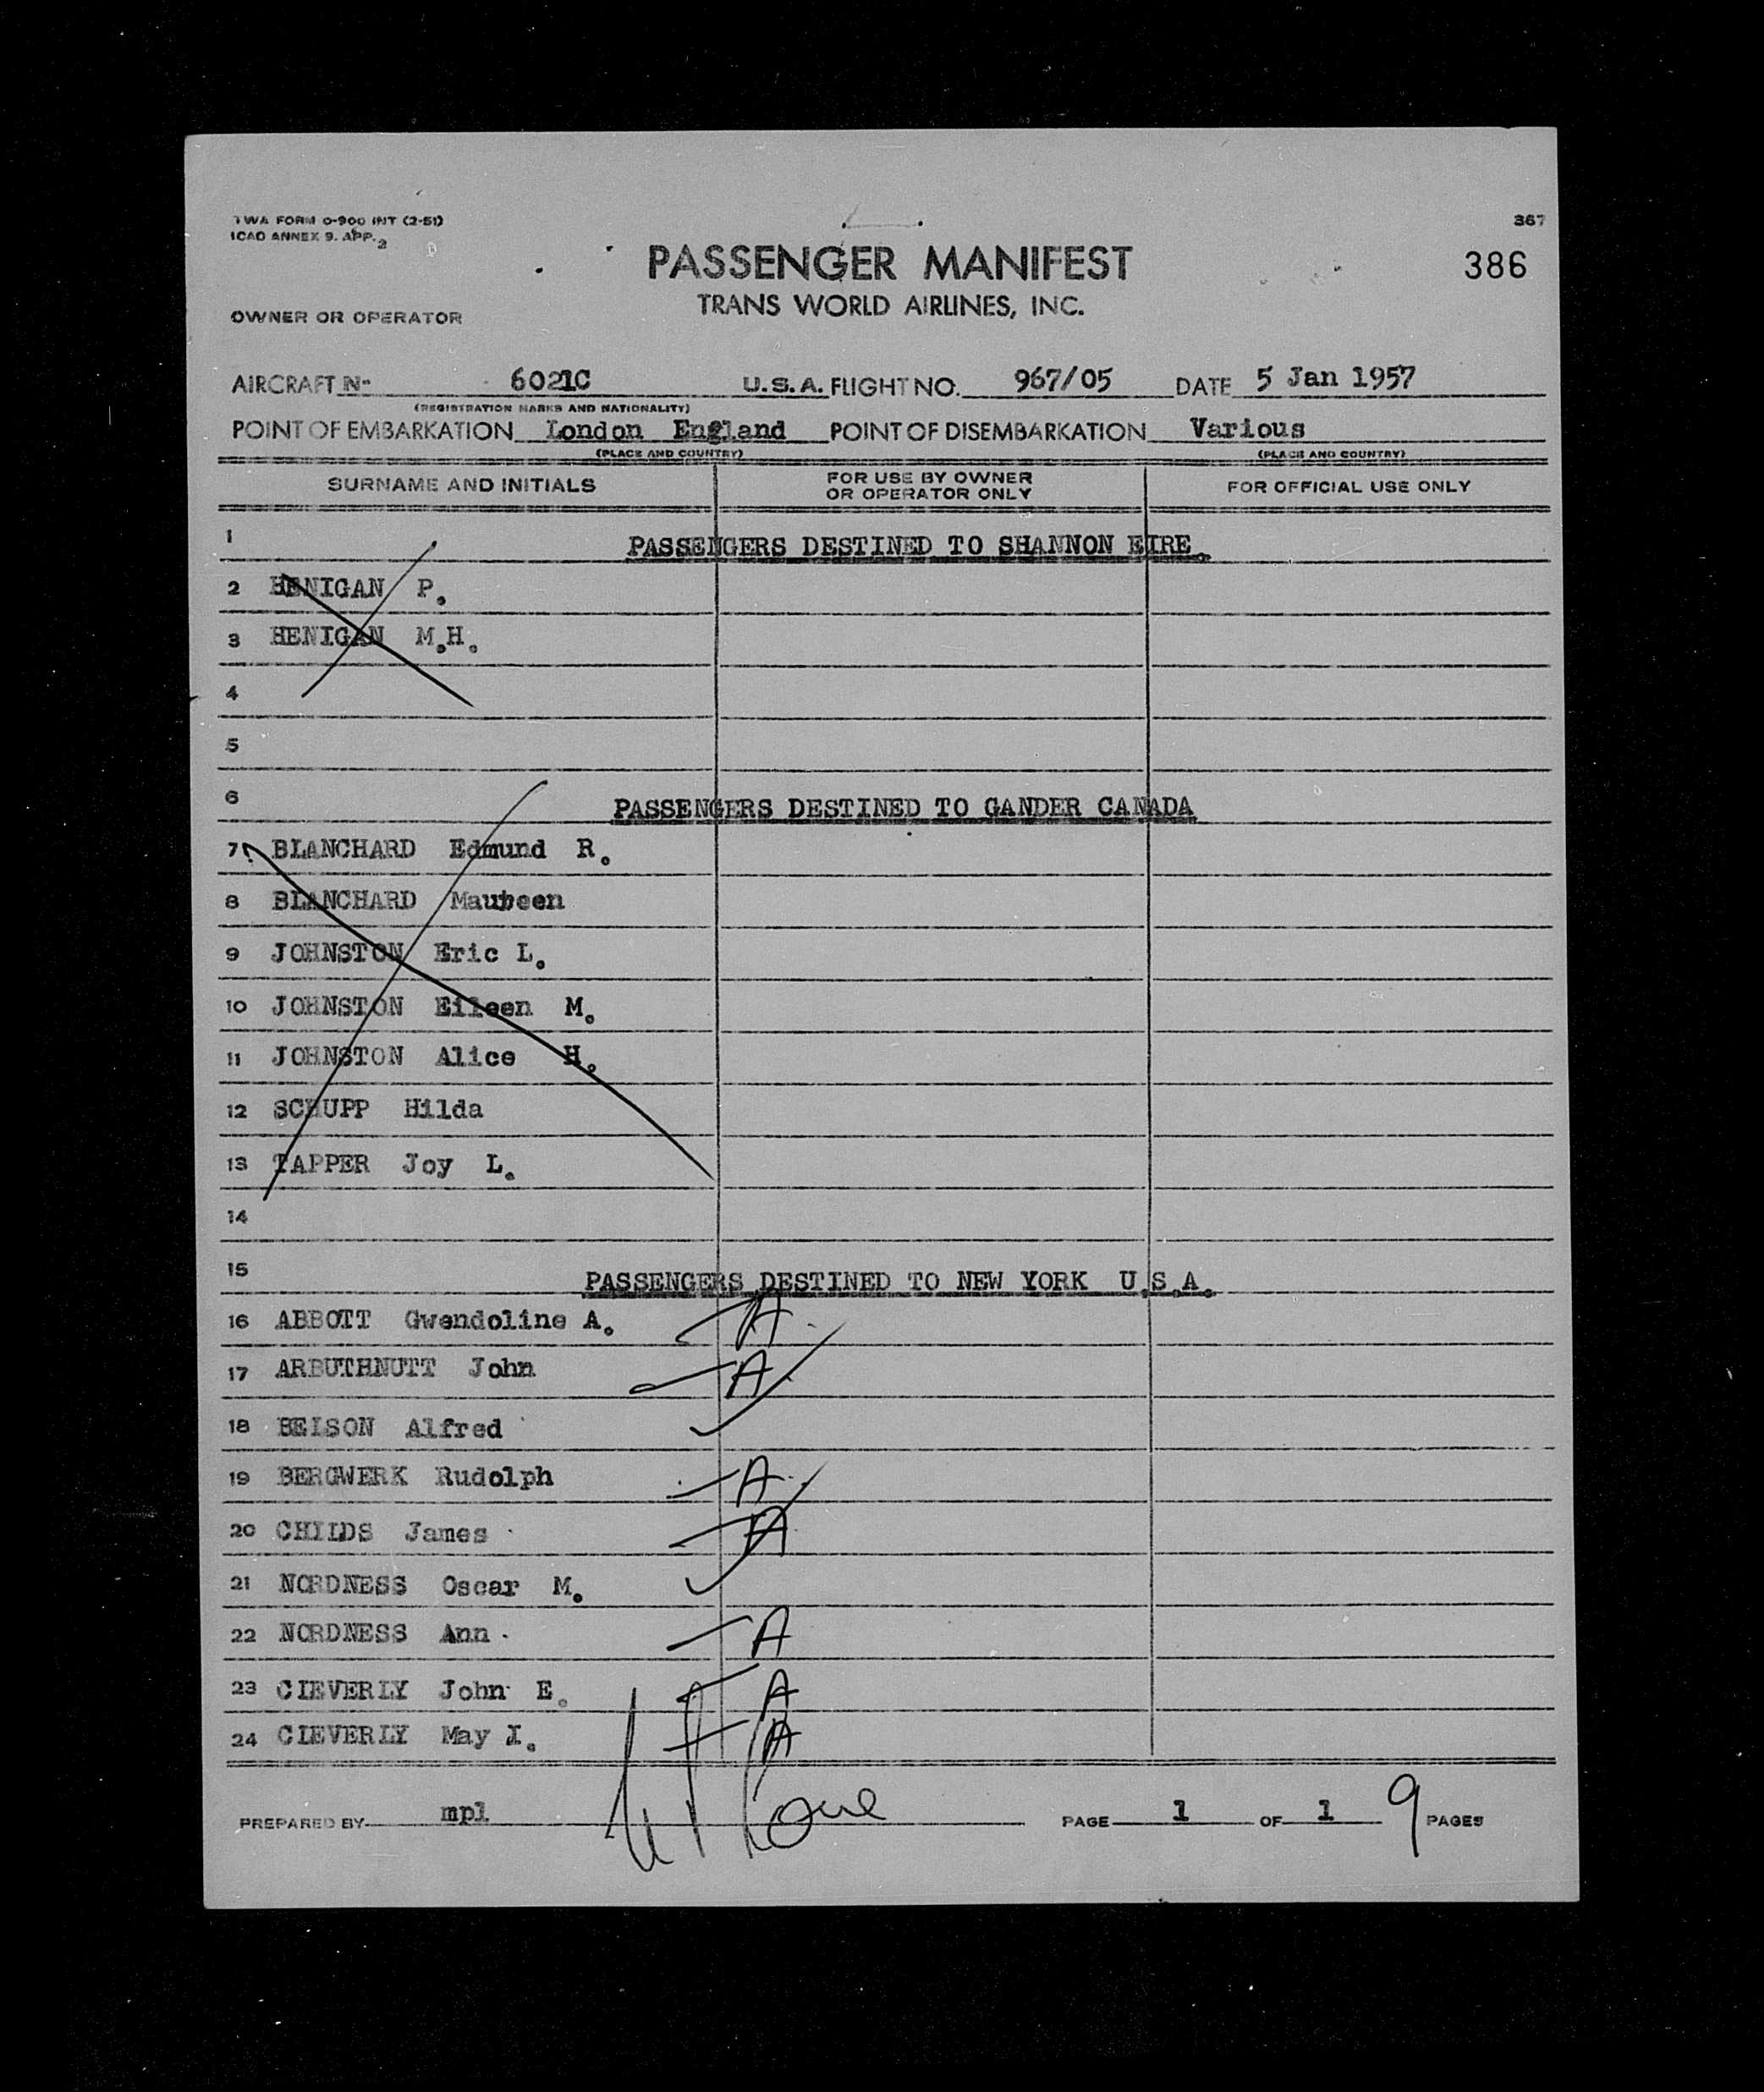 TWA FORM 0-900 INT (2-51)
ICAO ANNEX 9. APP. 2
367
386
PASSENGER MANIFEST
TRANS WORLD AIRLINES, INC.
OWNER OR OPERATOR
AIRCRAFT N- 6021C U.S.A. FLIGHT NO. 967/05 DATE 5 Jan 1957
(REGISTRATION MARKS AND NATIONALITY)
POINT OF EMBARKATION London England POINT OF DISEMBARKATION Various
(PLACE AND COUNTRY) (PLACE AND COUNTRY)
SURNAME AND INITIALS FOR USE BY OWNER OR OPERATOR ONLY FOR OFFICIAL USE ONLY
1 PASSENGERS DESTINED TO SHANNON EIRE.
2 HENIGAN P.
3 HENIGAN M.H.
4
5
6 PASSENGERS DESTINED TO GANDER CANADA
7 BLANCHARD Edmund R.
8 BLANCHARD Maureen
9 JOHNSTON Eric L.
10 JOHNSTON Eileen M.
11 JOHNSTON Alice H.
12 SCHUPP Hilda
13 TAPPER Joy L.
14
15 PASSENGERS DESTINED TO NEW YORK U.S.A.
16 ABBOTT Gwendoline A. A
17 ARBUTHNUTT John A
18 BEISON Alfred
19 BERGWERK Rudolph A
20 CHILDS James A
21 NORDNESS Oscar M.
22 NORDNESS Ann A
23 CLEVERLY John E. A
24 CLEVERLY May I. A
PREPARED BY mpl PAGE 1 OF 1 9 PAGES